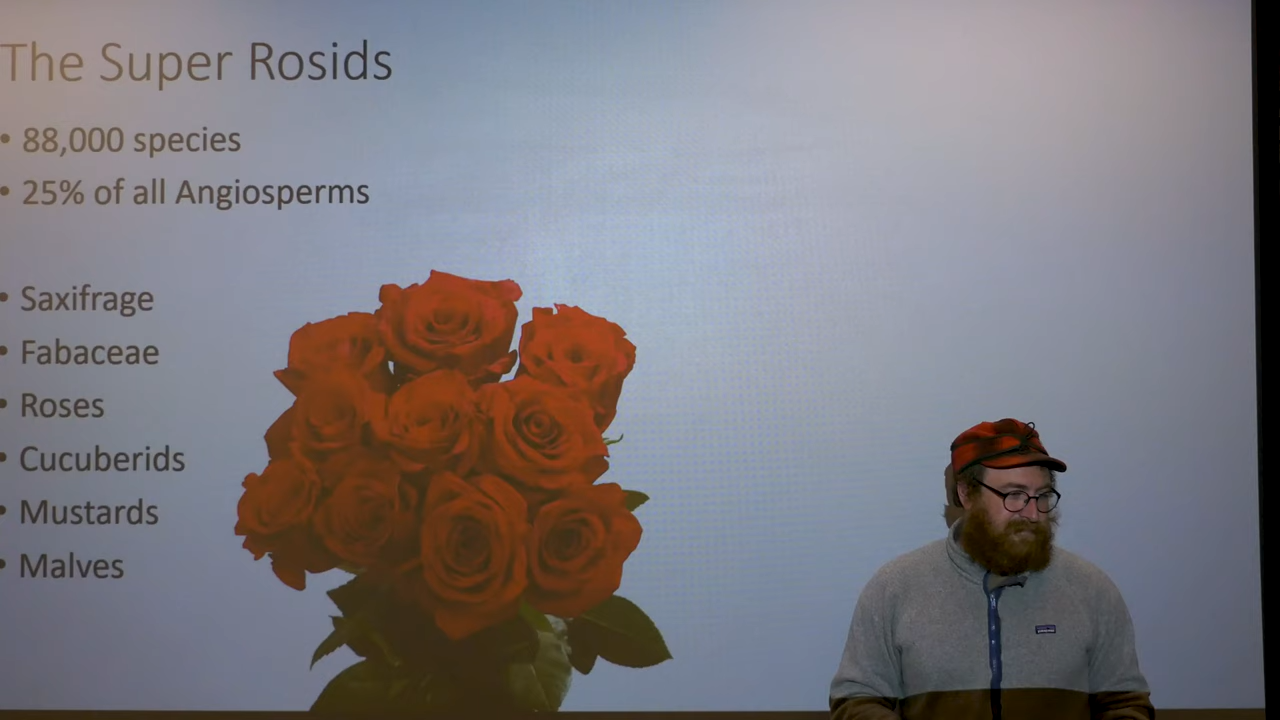 The Super Rosids
• 88,000 species
• 25% of all Angiosperms
• Saxifrage
• Fabaceae
• Roses
• Cucuberids
• Mustards
• Malves